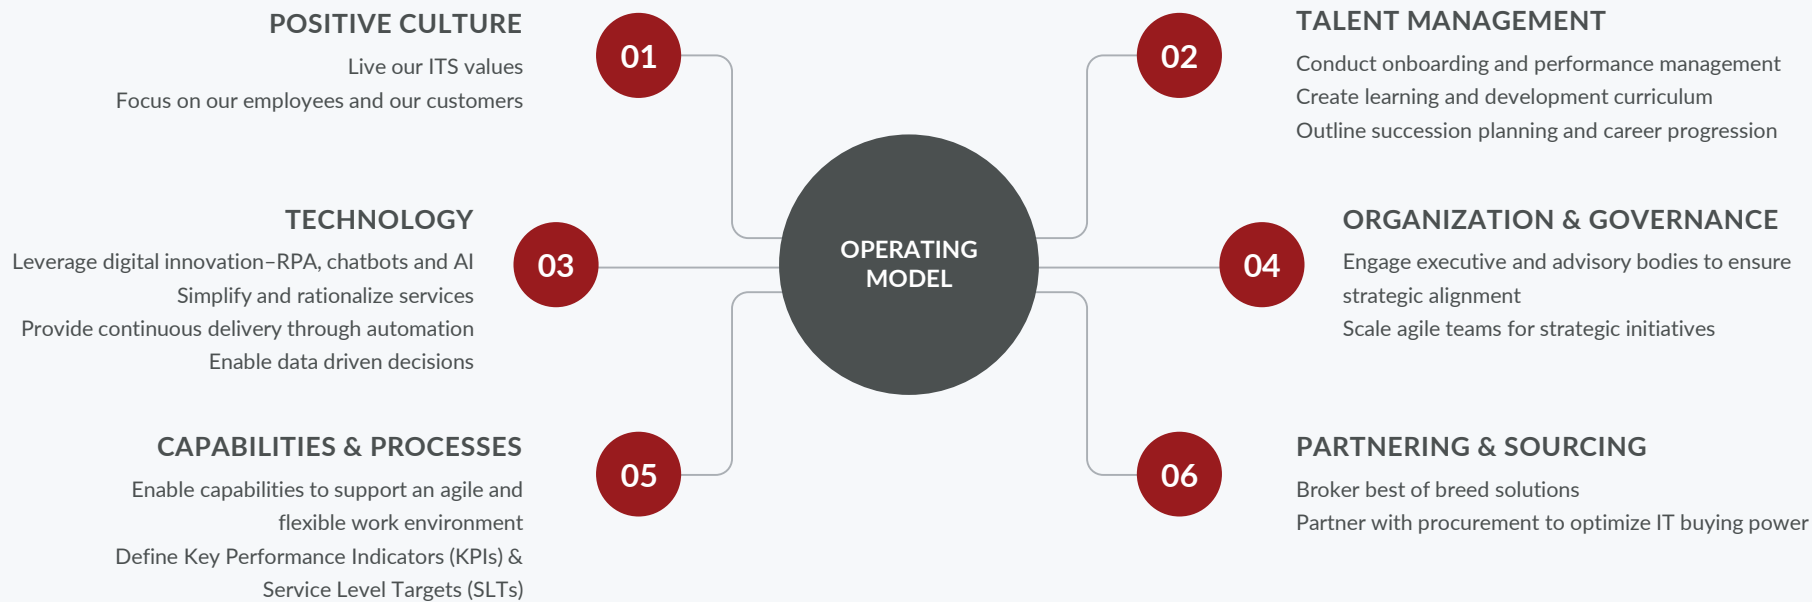 POSITIVE CULTURE
Live our ITS values
Focus on our employees and our customers
01
02
TALENT MANAGEMENT
Conduct onboarding and performance management
Create learning and development curriculum
Outline succession planning and career progression
TECHNOLOGY
Leverage digital innovation–RPA, chatbots and AI
Simplify and rationalize services
Provide continuous delivery through automation
Enable data driven decisions
03
OPERATING
MODEL
04
ORGANIZATION & GOVERNANCE
Engage executive and advisory bodies to ensure
strategic alignment
Scale agile teams for strategic initiatives
CAPABILITIES & PROCESSES
Enable capabilities to support an agile and
flexible work environment
Define Key Performance Indicators (KPIs) &
Service Level Targets (SLTs)
05
06
PARTNERING & SOURCING
Broker best of breed solutions
Partner with procurement to optimize IT buying power